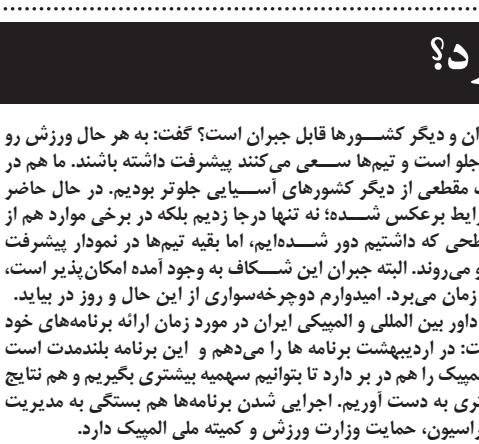 د؟
و دیگر کشورها قابل جبران است؟ گفت: به هر حال ورزش رو
جلو است و تیم‌ها سعی می‌کنند پیشرفت داشته باشند. ما هم در
مقطعی از دیگر کشورهای آسیایی جلوتر بودیم. در حال حاضر
برعکس شده؛ نه تنها درجا زدیم بلکه در برخی موارد هم از
که داشتیم دور شده‌ایم، اما بقیه تیم‌ها در نمودار پیشرفت
می‌روند. البته جبران این شکاف به وجود آمده امکان‌پذیر است،
زمان می‌برد. امیدوارم دوچرخه‌سواری از این حال و روز در بیاید.
داور بین المللی و المپیکی ایران در مورد زمان ارائه برنامه‌های خود
در اردیبهشت برنامه ها را می‌دهم و این برنامه بلندمدت است
را هم در بر دارد تا بتوانیم سهمیه بیشتری بگیریم و هم نتایج
به دست آوریم. اجرایی شدن برنامه‌ها هم بستگی به مدیریت
حمایت وزارت ورزش و کمیته ملی المپیک دارد.